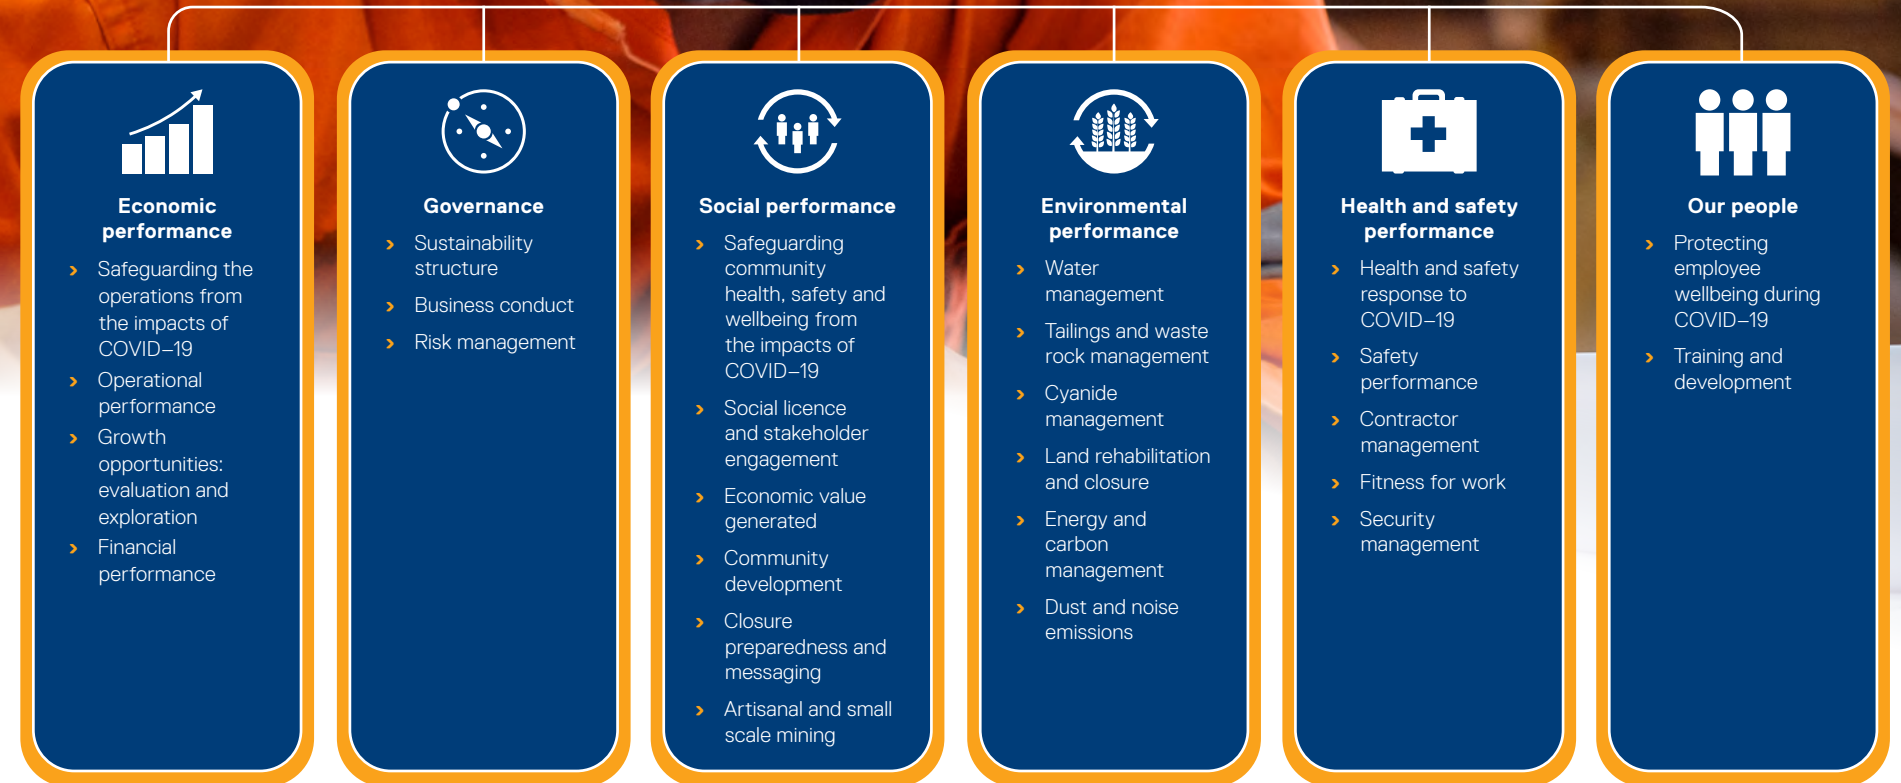 Economic
performance
› Safeguarding the
operations from
the impacts of
COVID–19
› Operational
performance
› Growth
opportunities:
evaluation and
exploration
› Financial
performance
Governance
› Sustainability
structure
› Business conduct
› Risk management
Social performance
› Safeguarding
community
health, safety and
wellbeing from
the impacts of
COVID–19
› Social licence
and stakeholder
engagement
› Economic value
generated
› Community
development
› Closure
preparedness and
messaging
› Artisanal and small
scale mining
Environmental
performance
› Water
management
› Tailings and waste
rock management
› Cyanide
management
› Land rehabilitation
and closure
› Energy and
carbon
management
› Dust and noise
emissions
Health and safety
performance
› Health and safety
response to
COVID–19
› Safety
performance
› Contractor
management
› Fitness for work
› Security
management
Our people
› Protecting
employee
wellbeing during
COVID–19
› Training and
development